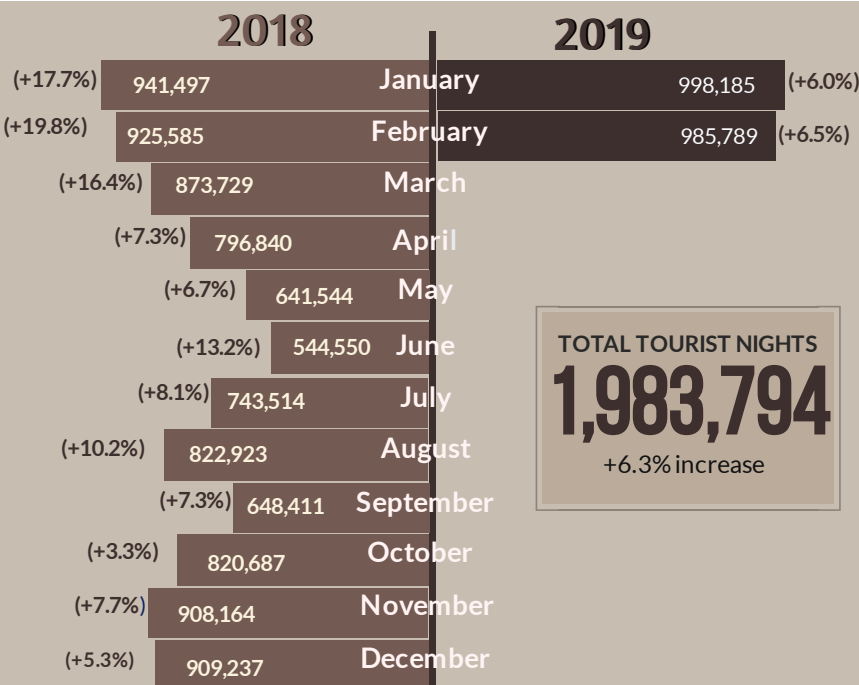 2018 2019
(+17.7%) 941,497 January 998,185 (+6.0%)
(+19.8%) 925,585 February 985,789 (+6.5%)
(+16.4%) 873,729 March
(+7.3%) 796,840 April
(+6.7%) 641,544 May
(+13.2%) 544,550 June
(+8.1%) 743,514 July
(+10.2%) 822,923 August
(+7.3%) 648,411 September
(+3.3%) 820,687 October
(+7.7%) 908,164 November
(+5.3%) 909,237 December
TOTAL TOURIST NIGHTS
1,983,794
+6.3% increase